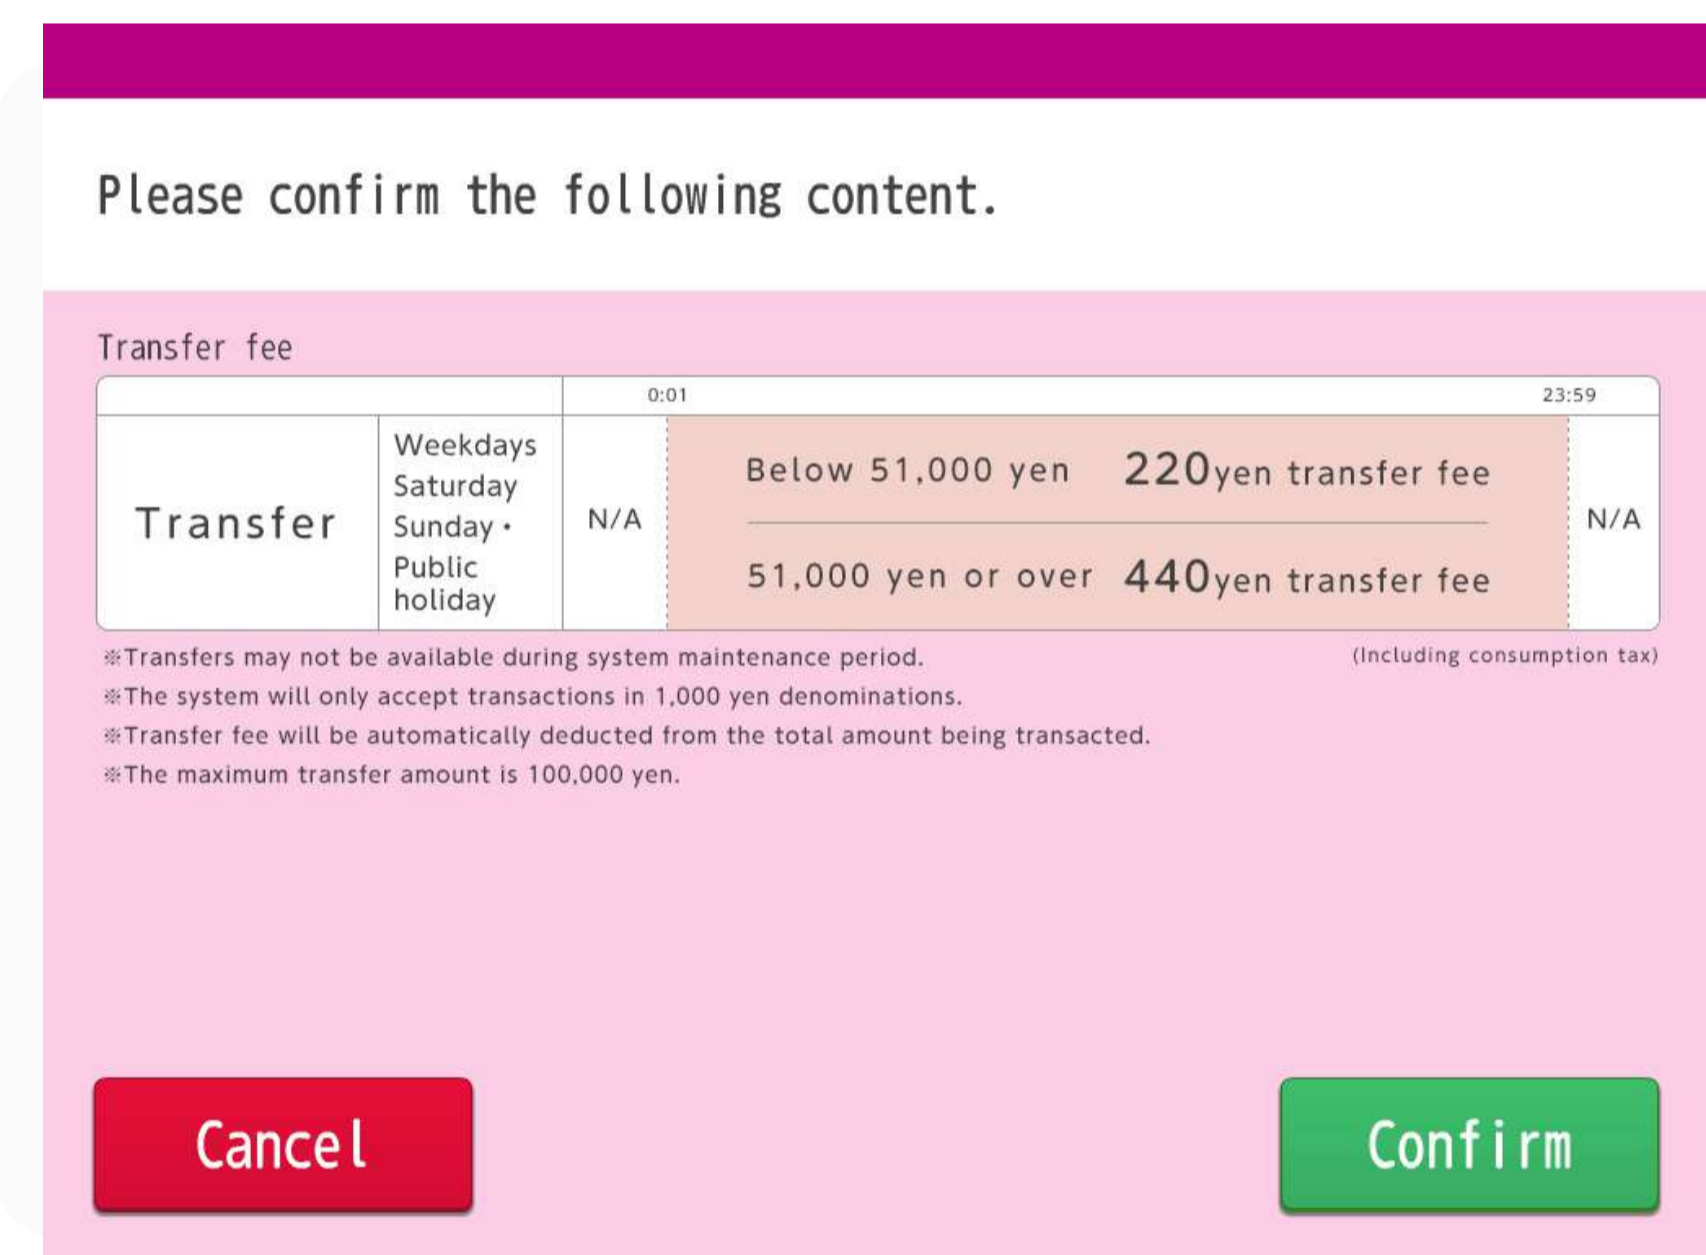 Please confirm the following content.
Transfer fee
0:01 23:59
Transfer
Weekdays
Saturday
Sunday・
Public
holiday
N/A
Below 51,000 yen 220yen transfer fee
51,000 yen or over 440yen transfer fee
N/A
※Transfers may not be available during system maintenance period.
(Including consumption tax)
※The system will only accept transactions in 1,000 yen denominations.
※Transfer fee will be automatically deducted from the total amount being transacted.
※The maximum transfer amount is 100,000 yen.
Cancel
Confirm